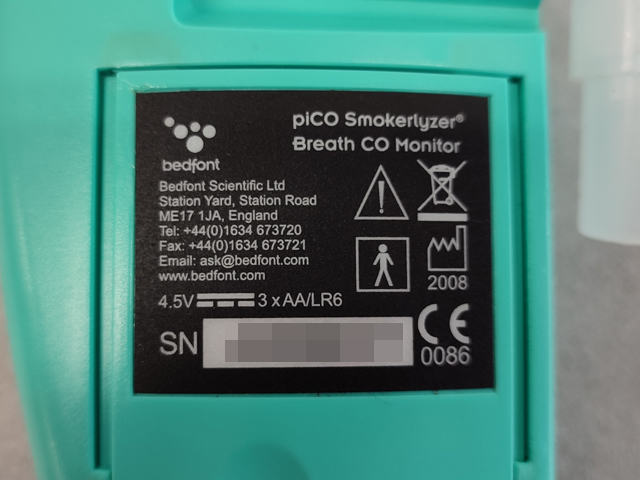 bedfont
piCO Smokerlyzer®
Breath CO Monitor
Bedfont Scientific Ltd
Station Yard, Station Road
ME17 1JA, England
Tel: +44(0)1634 673720
Fax: +44(0)1634 673721
Email: ask@bedfont.com
www.bedfont.com
4.5V 3 x AA/LR6
2008
SN
CE
0086